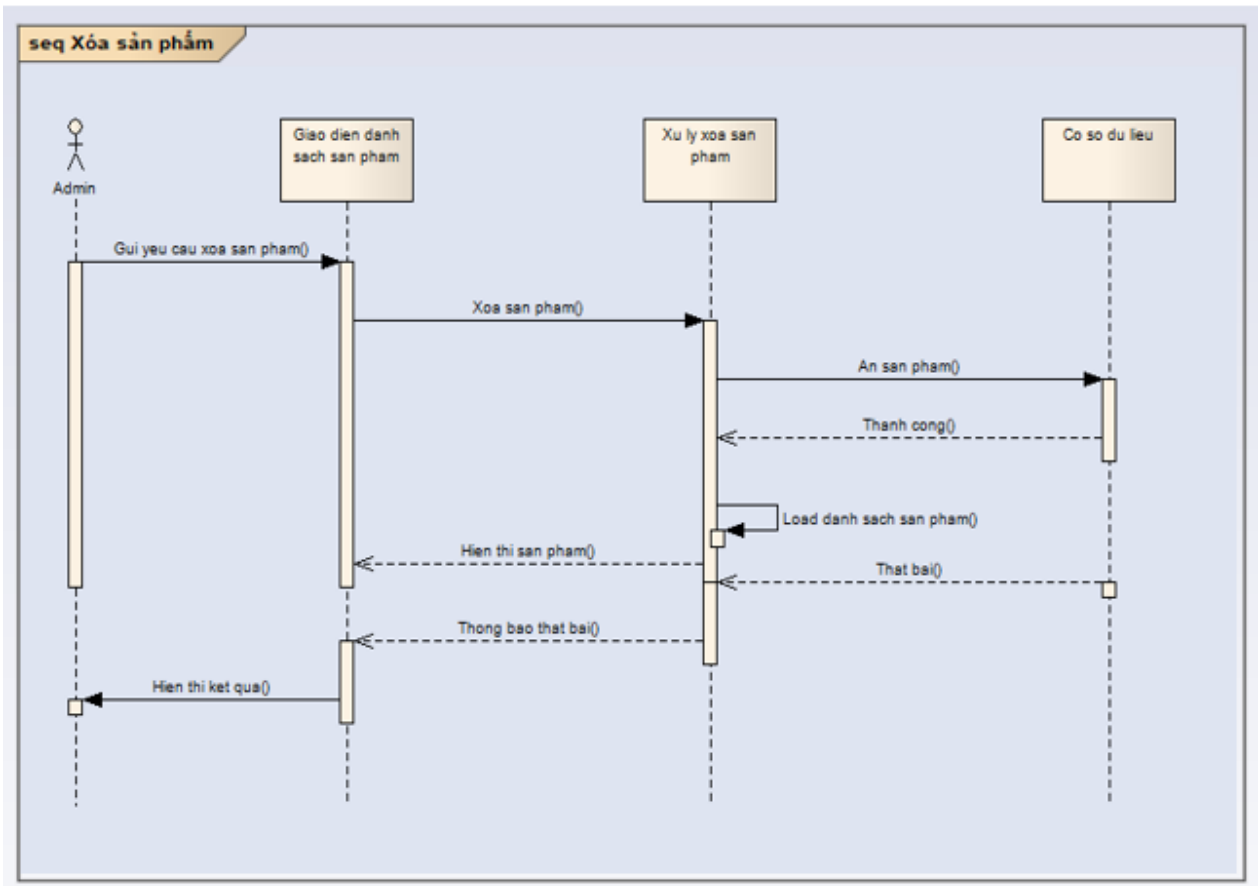 seq Xóa sản phẩm
Admin
Giao dien danh
sach san pham
Xu ly xoa san
pham
Co so du lieu
Gui yeu cau xoa san pham()
Xoa san pham()
An san pham()
Thanh cong()
Load danh sach san pham()
Hien thi san pham()
That bai()
Thong bao that bai()
Hien thi ket qua()